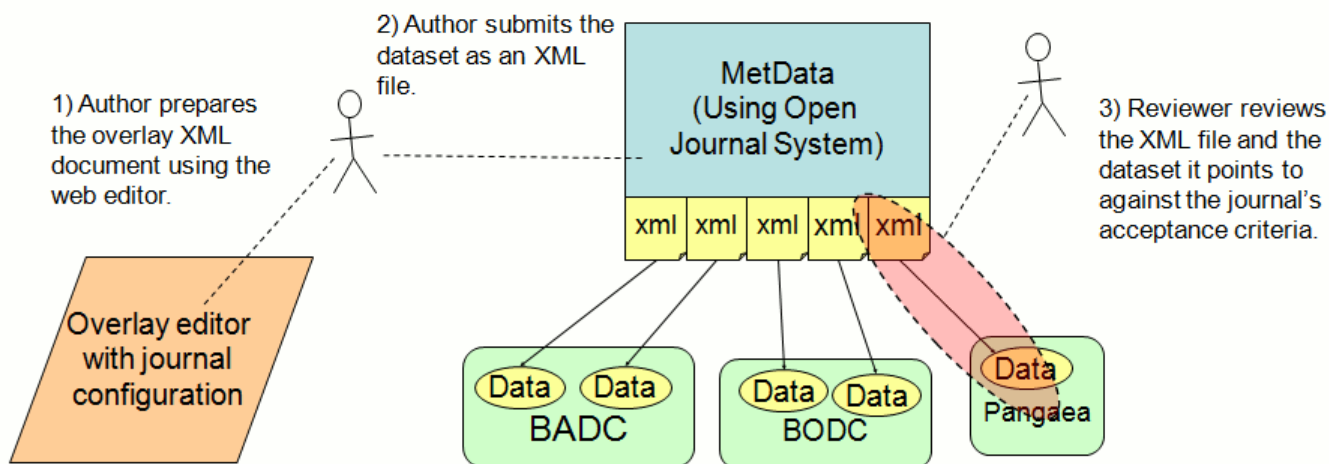 1) Author prepares
the overlay XML
document using the
web editor.
2) Author submits the
dataset as an XML
file.
MetData
(Using Open
Journal System)
3) Reviewer reviews
the XML file and the
dataset it points to
against the journal's
acceptance criteria.
xml xml xml xml xml
Overlay editor
with journal
configuration
Data Data
BADC
Data Data
BODC
Data
Pangaea